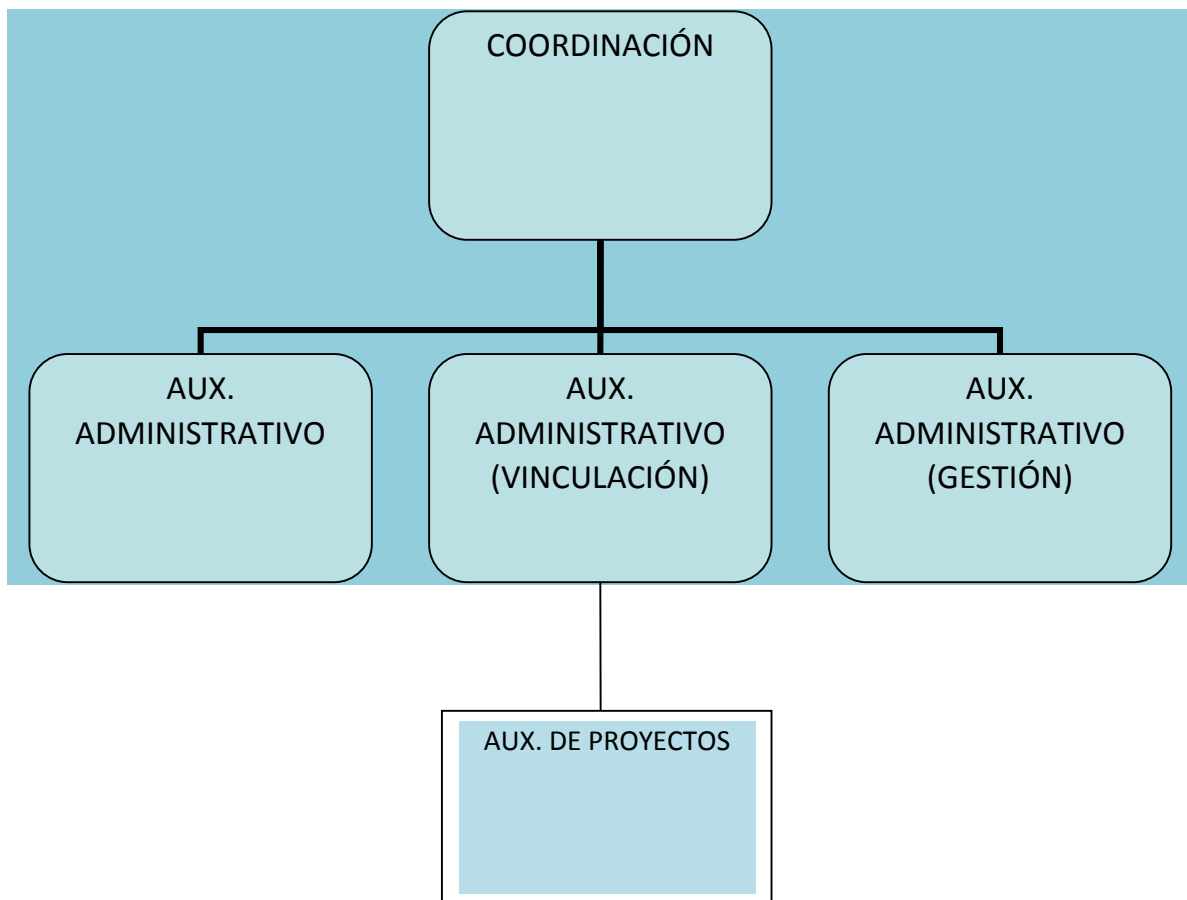 COORDINACIÓN
AUX.
ADMINISTRATIVO
AUX.
ADMINISTRATIVO
(VINCULACIÓN)
AUX.
ADMINISTRATIVO
(GESTIÓN)
AUX. DE PROYECTOS